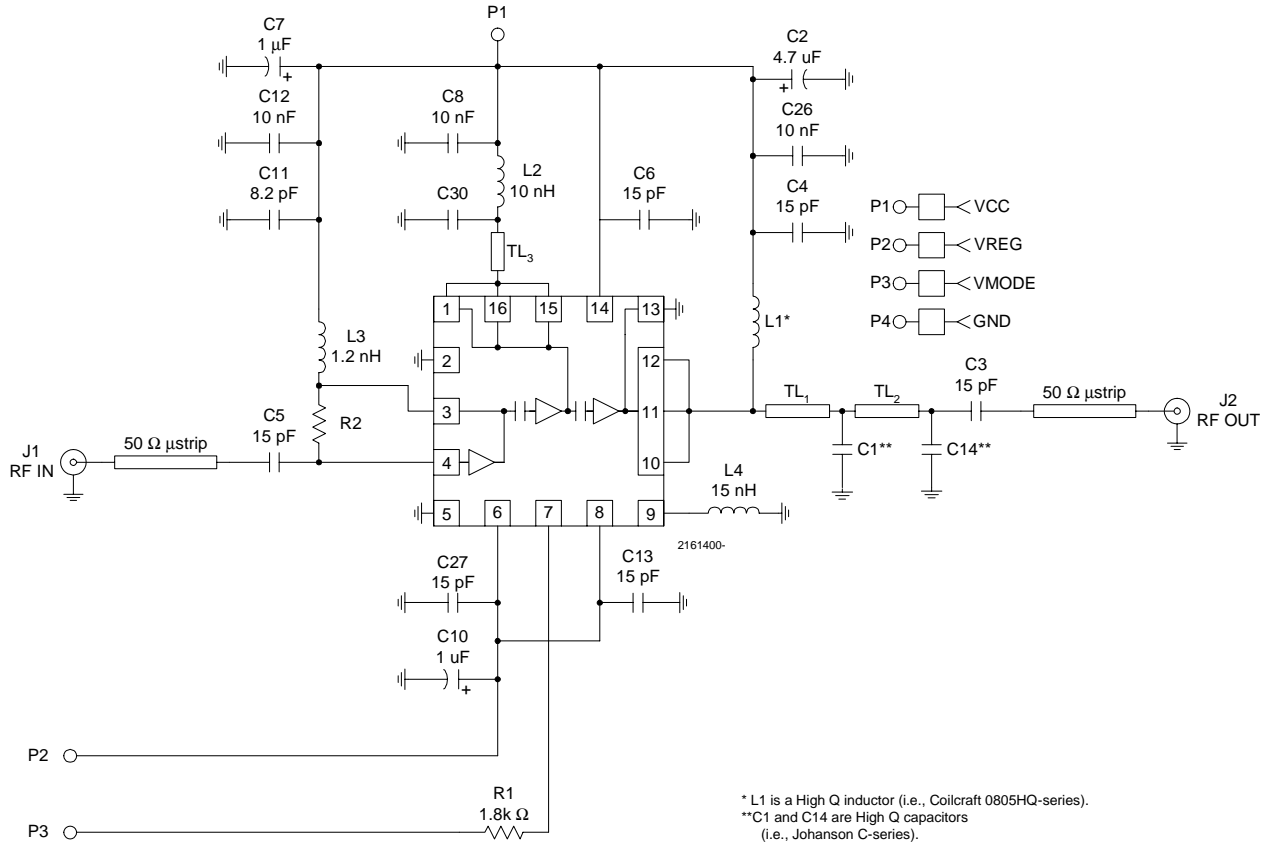 P1
C7
1 µF
+
C2
4.7 uF
+
C12
10 nF
C8
10 nF
C26
10 nF
L2
10 nH
C11
8.2 pF
C30
C6
15 pF
C4
15 pF
P1 VCC
P2 VREG
P3 VMODE
P4 GND
TL3
1 16 15 14 13
L3
1.2 nH
L1*
2 12
3 11
C3
15 pF
TL1 TL2
50 Ω µstrip
J2
RF OUT
C5
15 pF
R2
J1
RF IN
50 Ω µstrip
4 10
C1** C14**
L4
15 nH
5 6 7 8 9
2161400-
C27
15 pF
C13
15 pF
C10
1 uF
+
P2
R1
1.8k Ω
P3
* L1 is a High Q inductor (i.e., Coilcraft 0805HQ-series).
**C1 and C14 are High Q capacitors
(i.e., Johanson C-series).